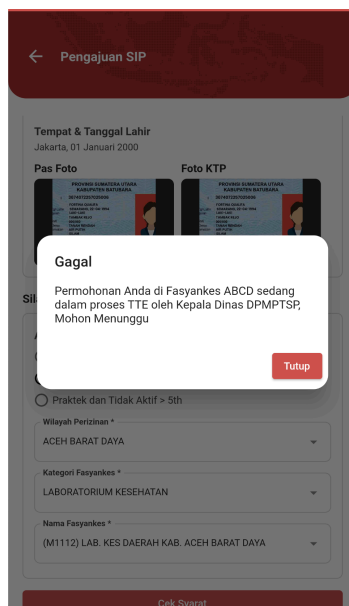 Pengajuan SIP
Tempat & Tanggal Lahir
Jakarta, 01 Januari 2000
Pas Foto Foto KTP
PROVINSI SUMATERA UTARA PROVINSI SUMATERA UTARA
KABUPATEN BATUBARA KABUPATEN BATUBARA
Gagal
Permohonan Anda di Fasyankes ABCD sedang
dalam proses TTE oleh Kepala Dinas DPMPTSP,
Mohon Menunggu
Tutup
Praktek dan Tidak Aktif > 5th
Wilayah Perizinan *
ACEH BARAT DAYA
Kategori Fasyankes *
LABORATORIUM KESEHATAN
Nama Fasyankes *
(M1112) LAB. KES DAERAH KAB. ACEH BARAT DAYA
Cek Syarat